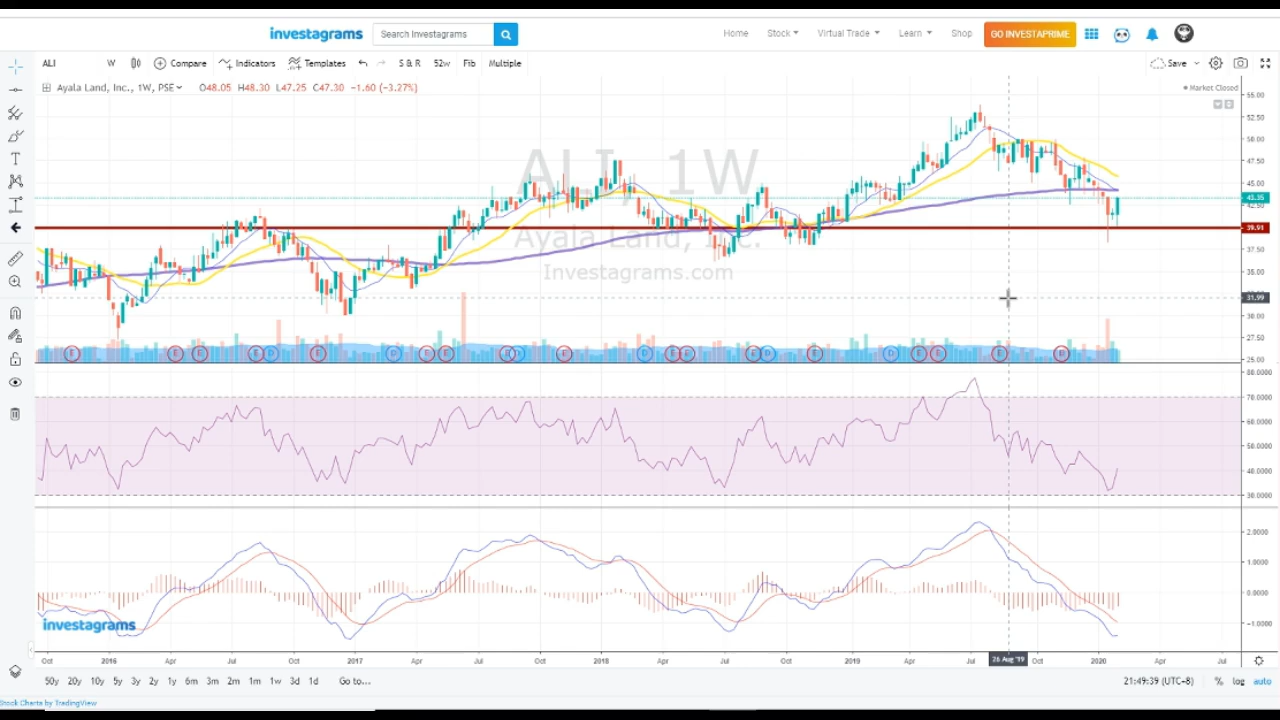 investagrams
Search Investagrams
Home
Stock
Virtual Trade
Learn
Shop
GO INVESTAPRIME
ALI
W
Compare
Indicators
Templates
S & R
52w
Fib
Multiple
Save
Ayala Land, Inc., 1W, PSE
O48.05 H48.30 L47.25 C47.30 −1.60 (−3.27%)
Market Closed
ALI, 1W
Ayala Land, Inc.
Investagrams.com
55.00
52.50
50.00
47.50
45.00
43.35
42.50
39.91
37.50
35.00
31.99
30.00
27.50
25.00
E E E E D E D E E D D E D E E E D E D E E E D
80.0000
70.0000
60.0000
50.0000
40.0000
30.0000
2.0000
1.0000
0.0000
−1.0000
investagrams
Oct 2016 Apr Jul Oct 2017 Apr Jul Oct 2018 Apr Jul Oct 2019 Apr Jul 26 Aug '19 Oct 2020 Apr Jul
50y 20y 10y 5y 3y 2y 1y 6m 3m 2m 1m 1w 3d 1d Go to...
21:49:39 (UTC-8) % log auto
Stock Charts by TradingView